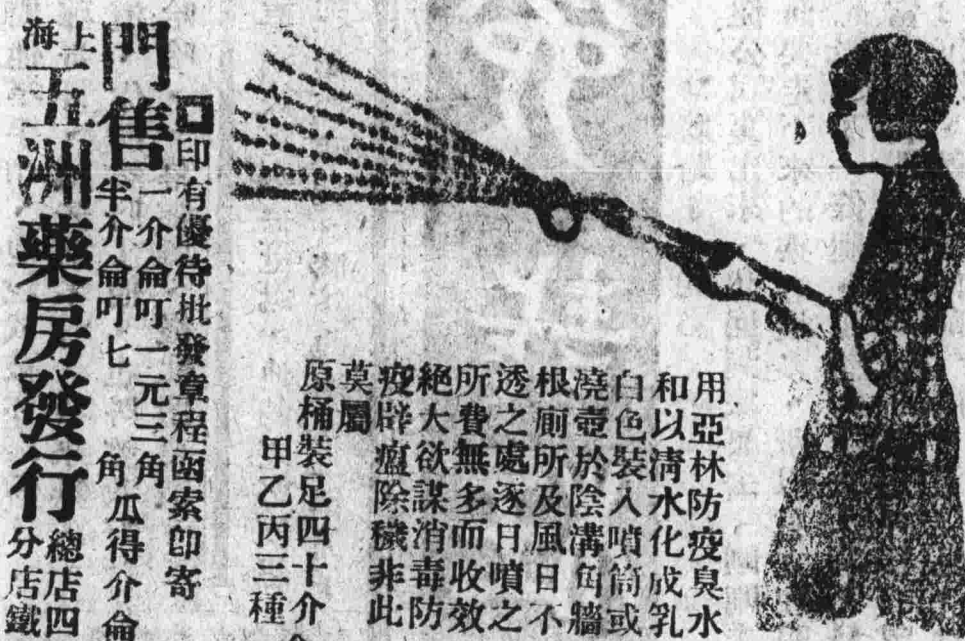 用亞林防疫臭水
和以清水化成乳
白色裝入噴筒或
澆壺於陰溝角牆
根廁所及風日不
透之處逐日噴之
所費無多而收效
絕大欲謀消毒防
疫辟瘟除穢非此
莫屬
原桶裝足四十介
甲乙丙三種
印有優待批發章程函索即寄
門售
一介侖叮一元三角
半介侖叮七角
瓜得介侖
上海
五洲藥房發行
總店四
分店鐵